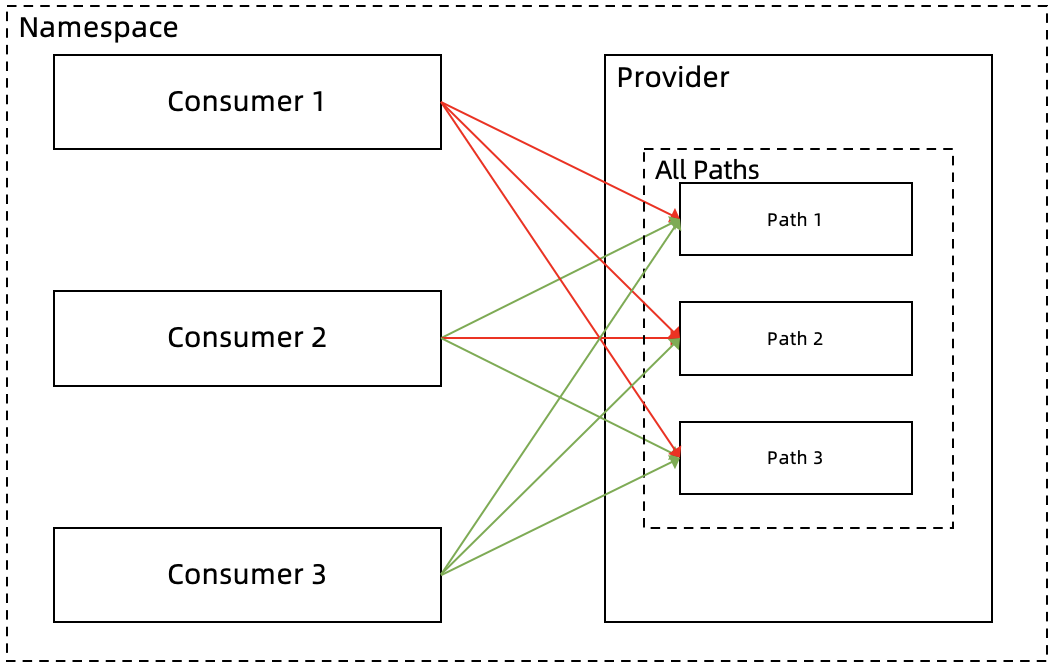 Namespace
Consumer 1
Provider
All Paths
Path 1
Consumer 2
Path 2
Path 3
Consumer 3